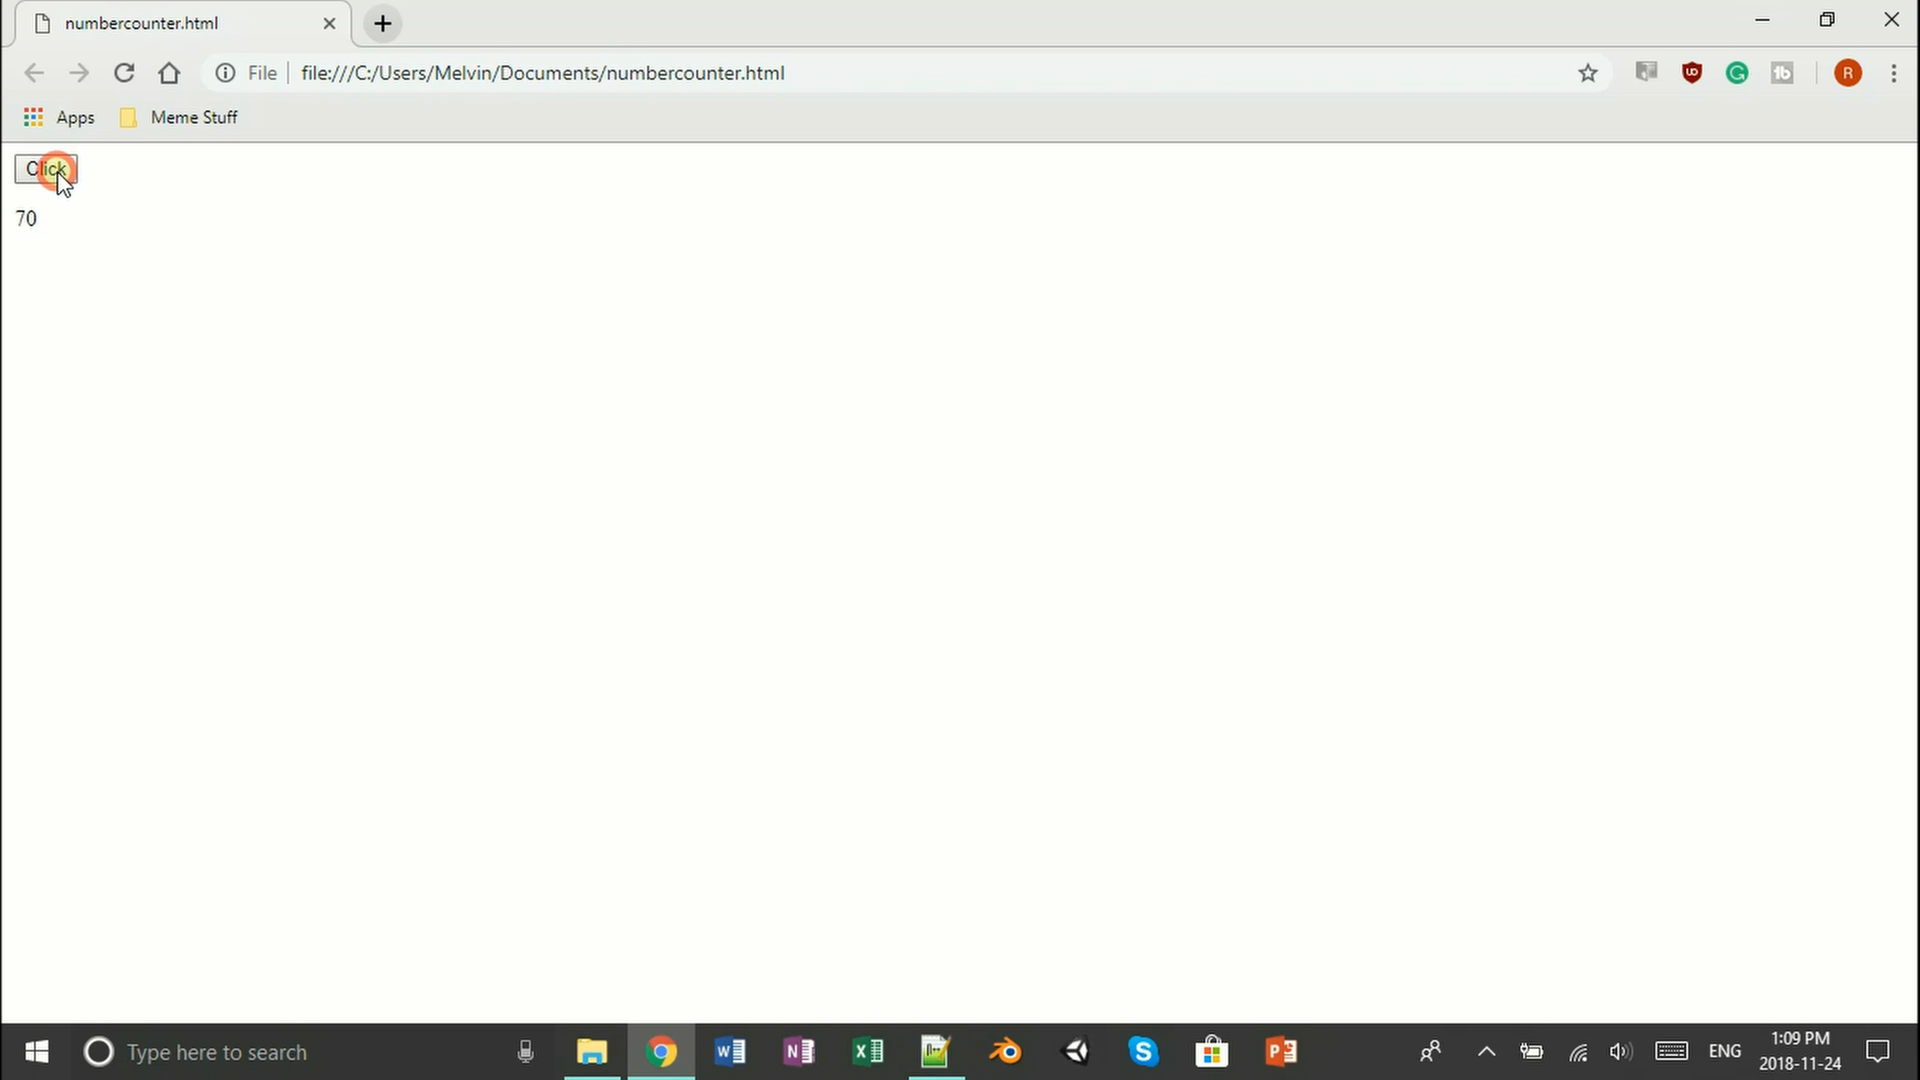 numbercounter.html
File file:///C:/Users/Melvin/Documents/numbercounter.html
R
Apps Meme Stuff
Click
70
Type here to search
ENG
1:09 PM
2018-11-24